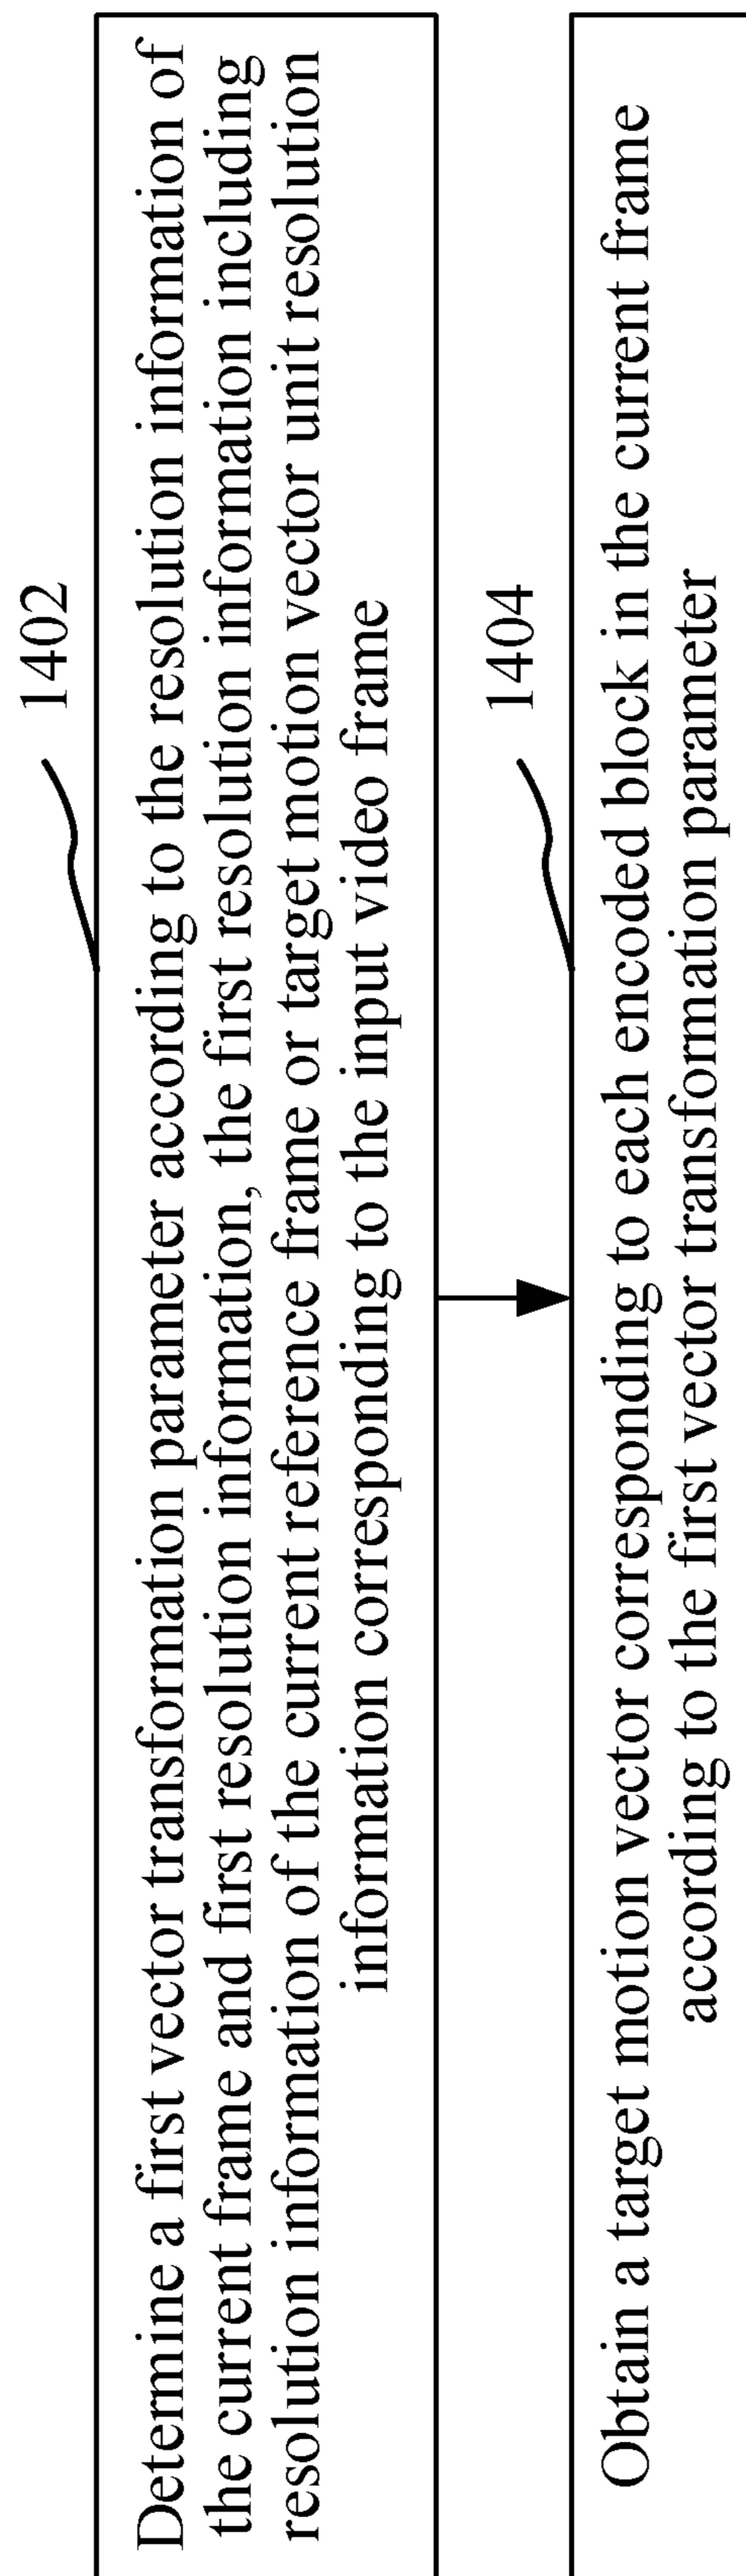 1402
Determine a first vector transformation parameter according to the resolution information of
the current frame and first resolution information, the first resolution information including
resolution information of the current reference frame or target motion vector unit resolution
information corresponding to the input video frame
1404
Obtain a target motion vector corresponding to each encoded block in the current frame
according to the first vector transformation parameter